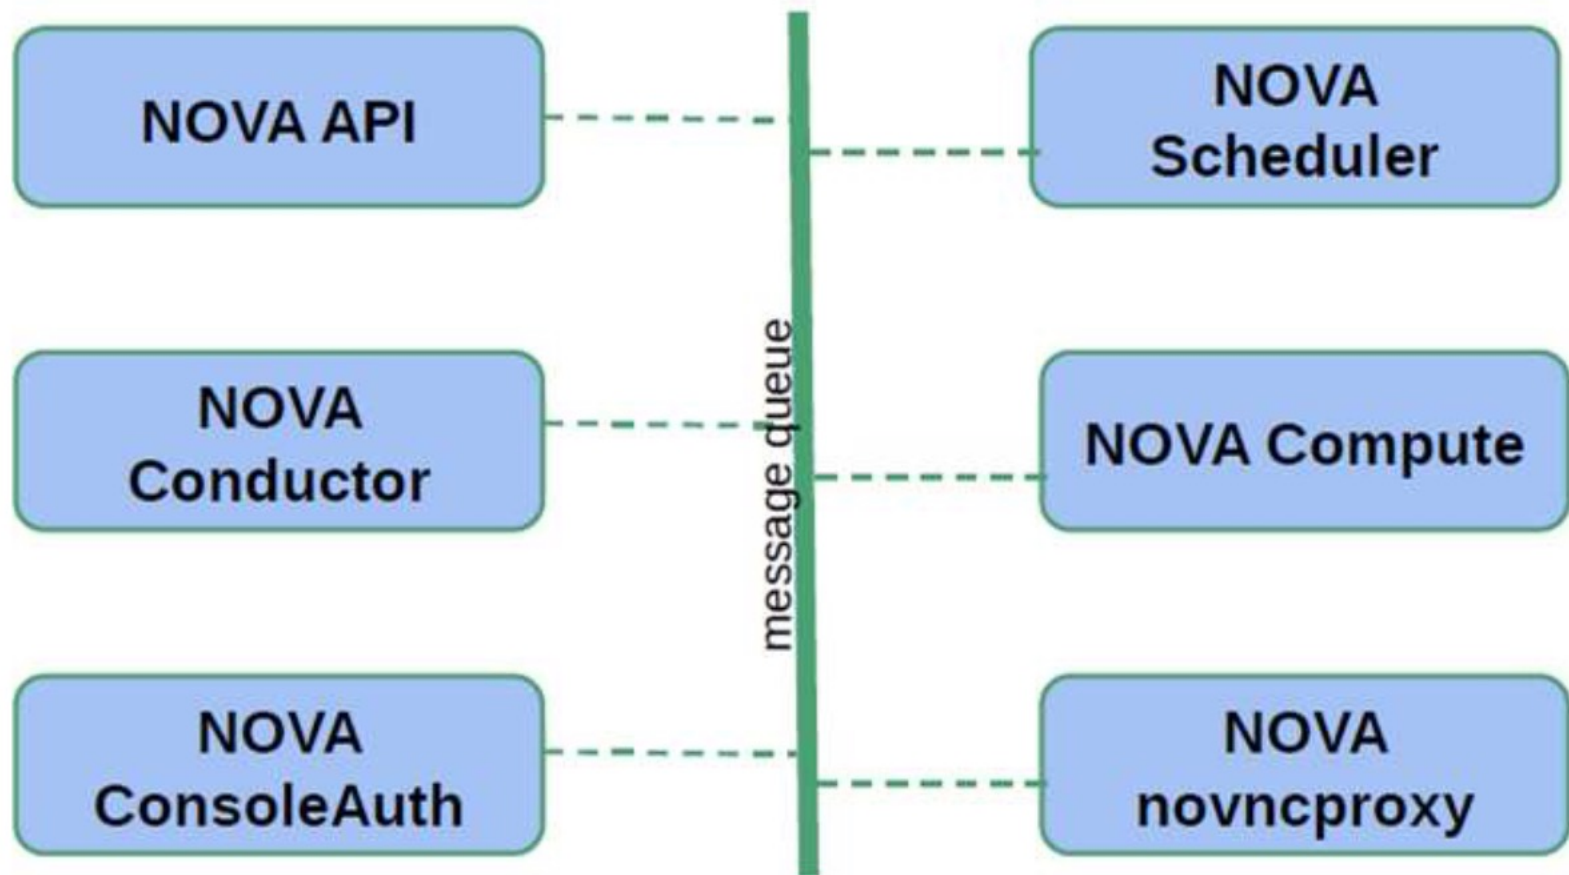 NOVA API
NOVA
Scheduler
message queue
NOVA
Conductor
NOVA Compute
NOVA
ConsoleAuth
NOVA
novncproxy